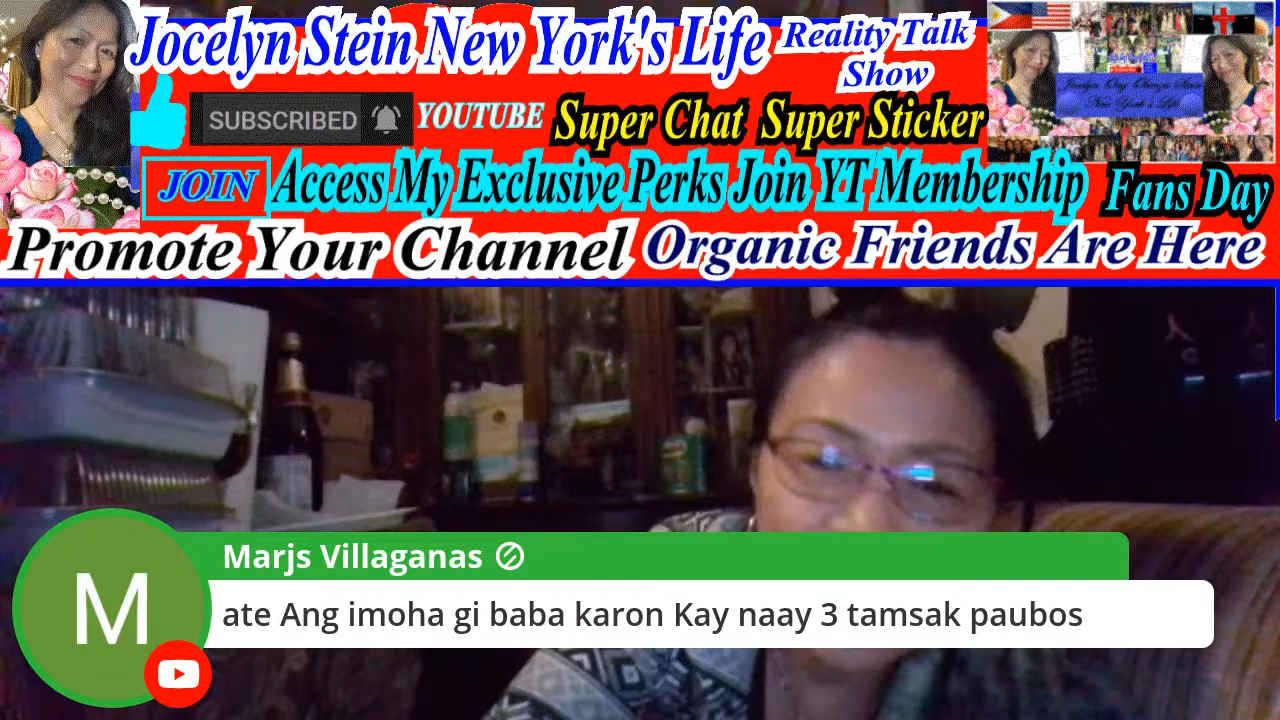 Jocelyn Stein New York's Life
Reality Talk
Show
SUBSCRIBED
YOUTUBE
Super Chat Super Sticker
JOIN
Access My Exclusive Perks Join YT Membership
Fans Day
Promote Your Channel
Organic Friends Are Here
Marjs Villaganas
M
ate Ang imoha gi baba karon Kay naay 3 tamsak paubos